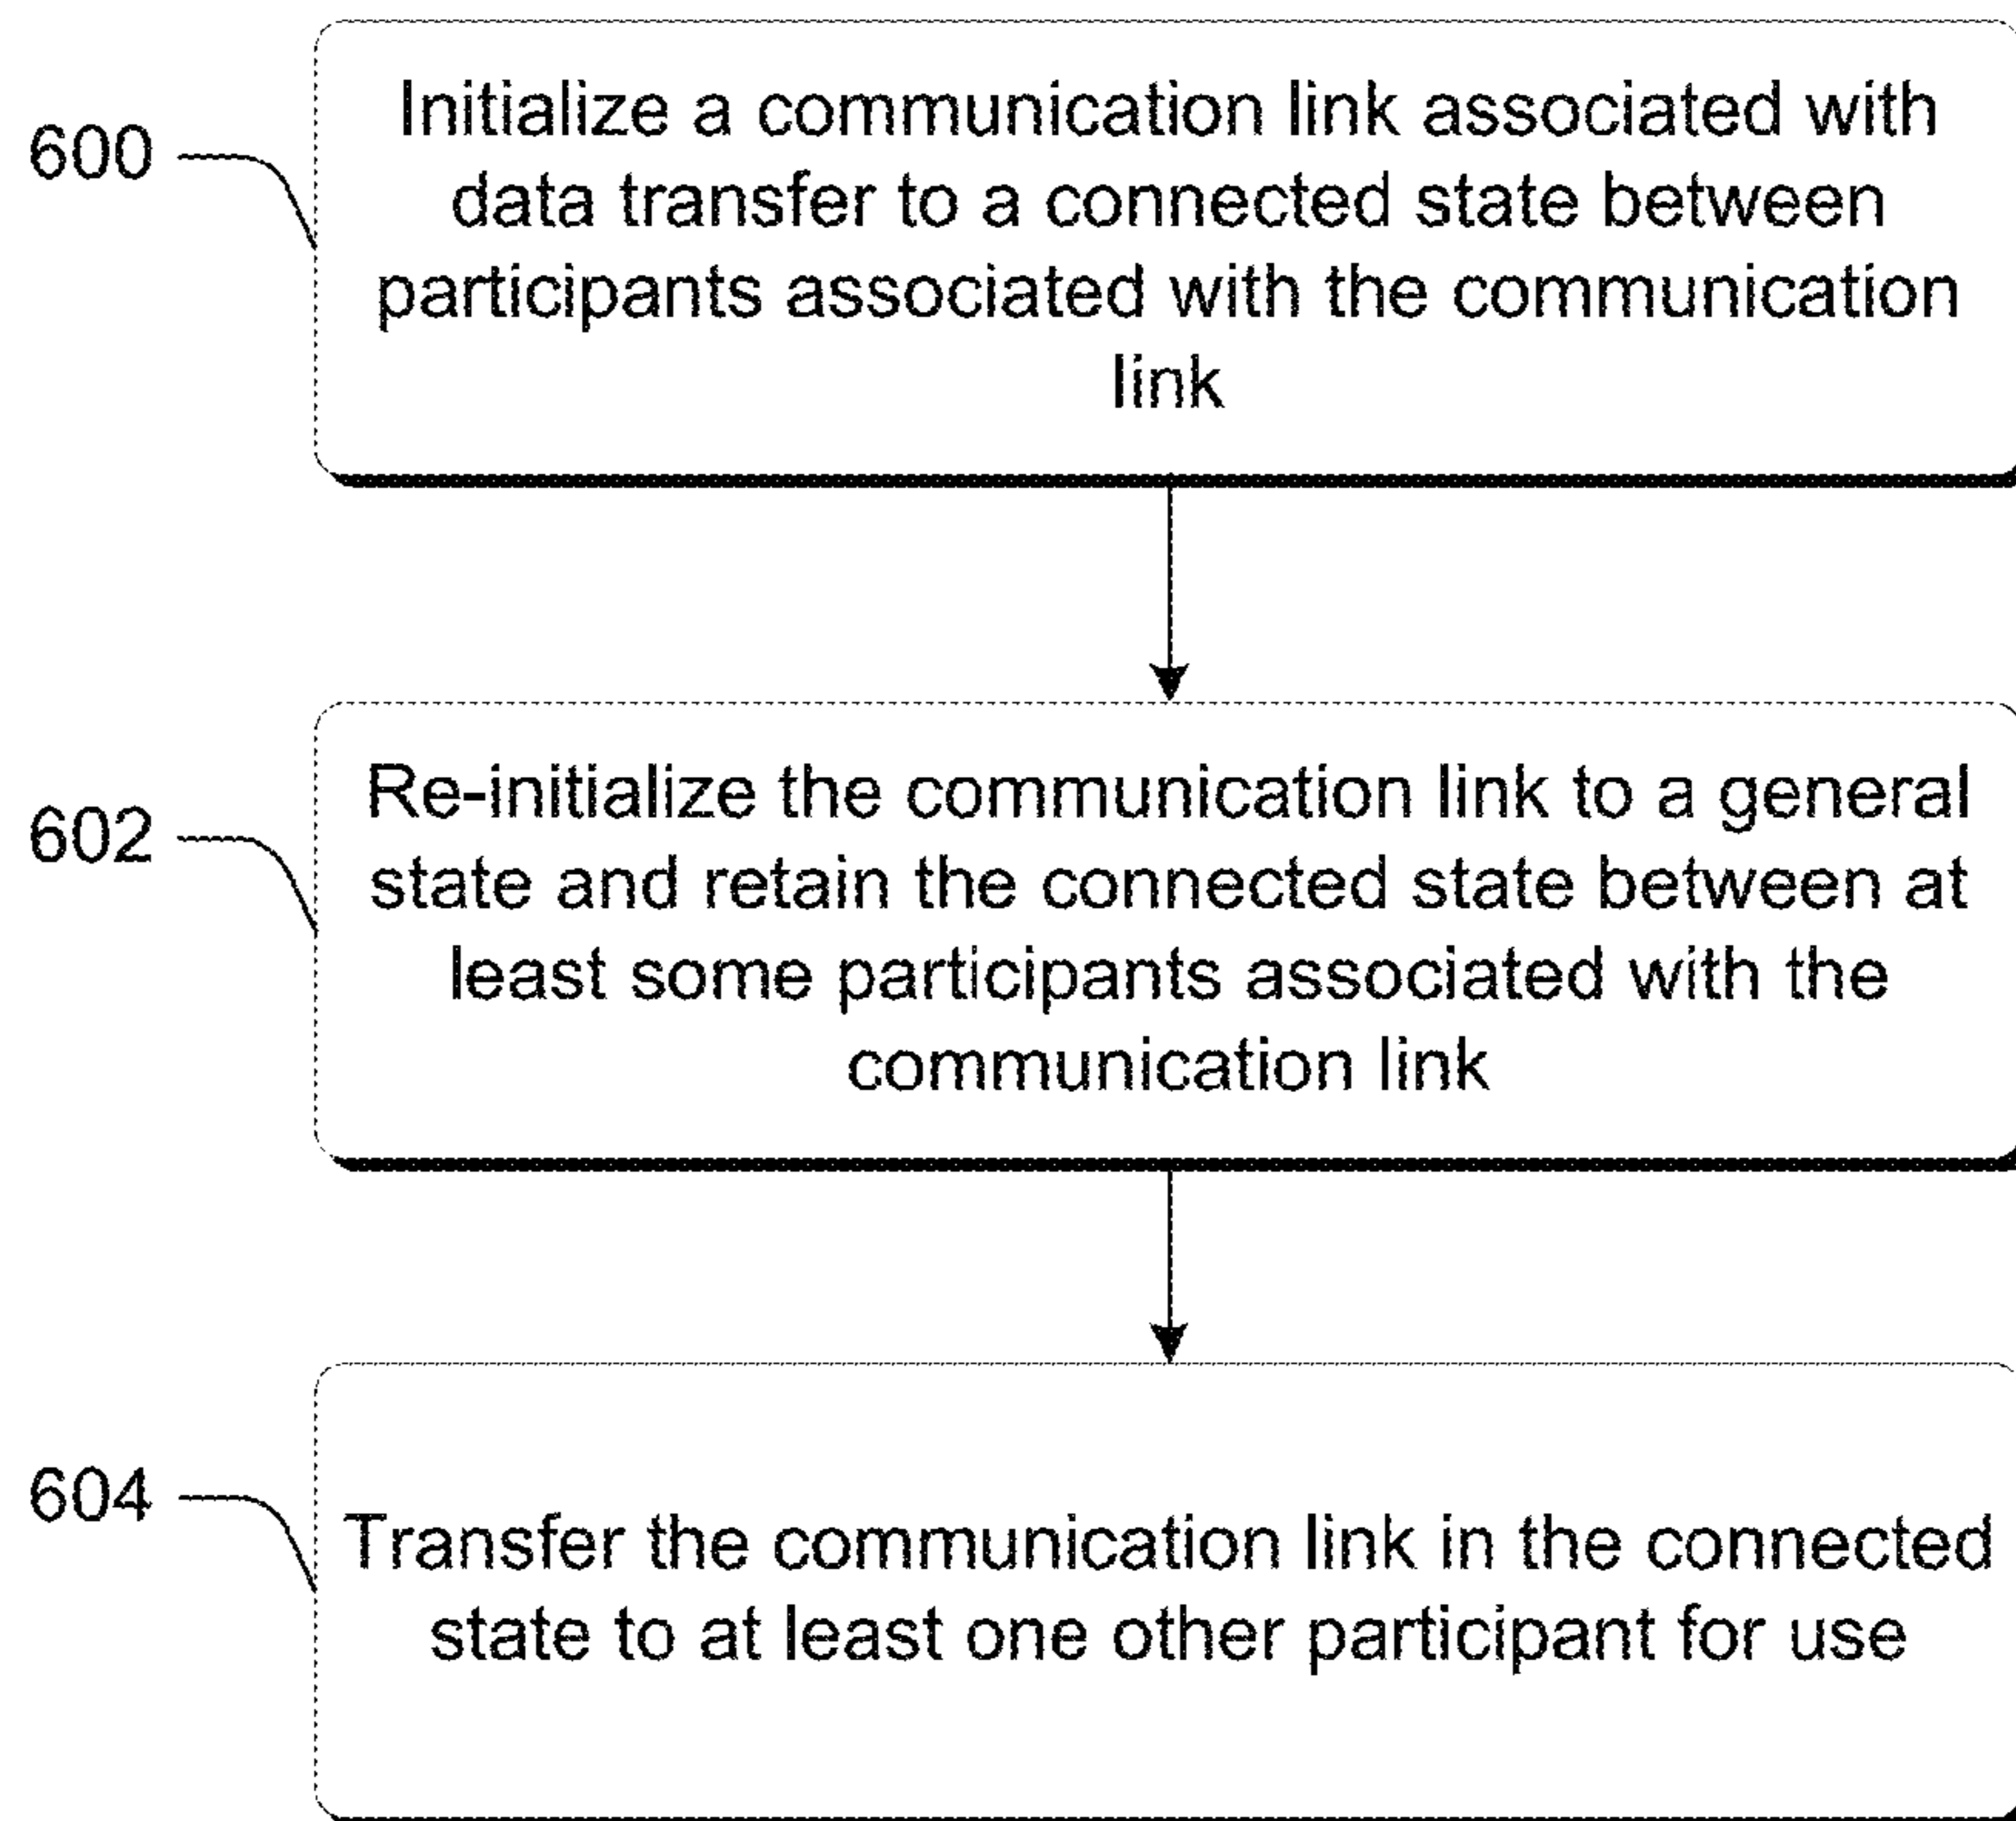 600
Initialize a communication link associated with
data transfer to a connected state between
participants associated with the communication
link
602
Re-initialize the communication link to a general
state and retain the connected state between at
least some participants associated with the
communication link
604
Transfer the communication link in the connected
state to at least one other participant for use